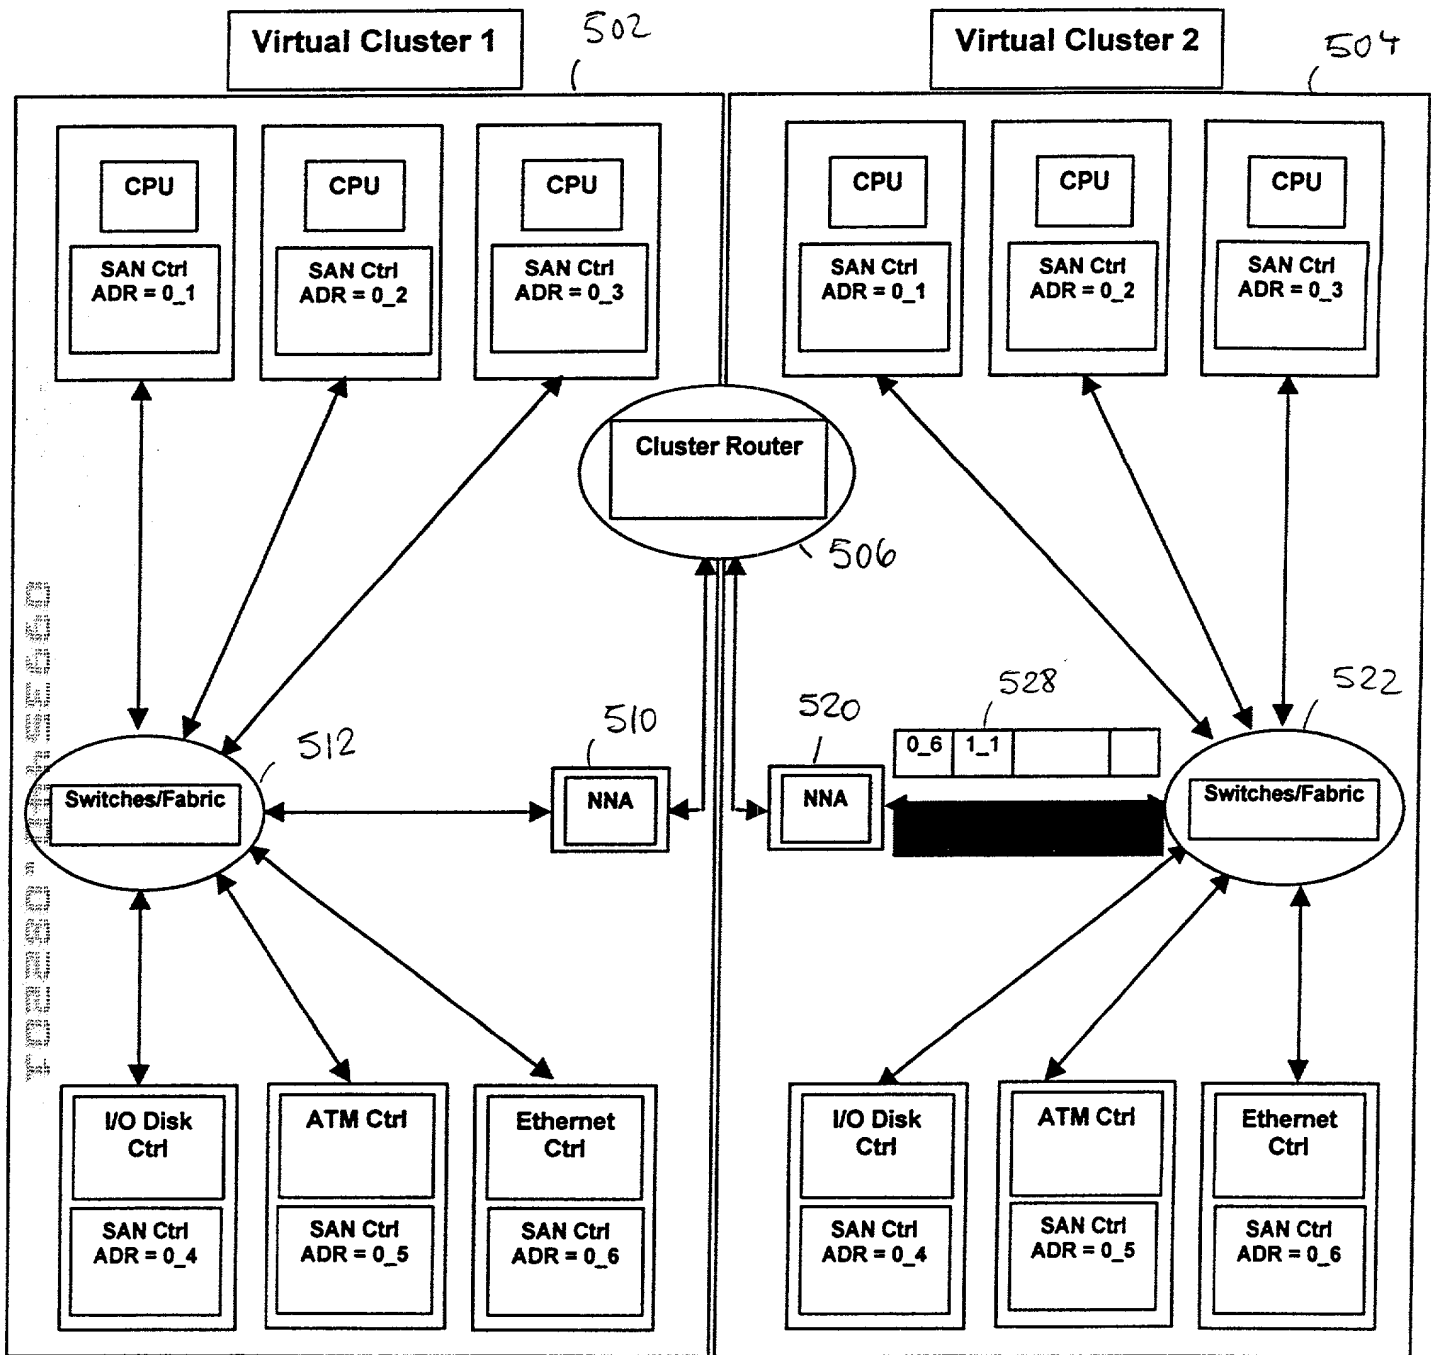 Virtual Cluster 1
502
Virtual Cluster 2
504
CPU
SAN Ctrl
ADR = 0_1
CPU
SAN Ctrl
ADR = 0_2
CPU
SAN Ctrl
ADR = 0_3
CPU
SAN Ctrl
ADR = 0_1
CPU
SAN Ctrl
ADR = 0_2
CPU
SAN Ctrl
ADR = 0_3
Cluster Router
506
512
Switches/Fabric
510
NNA
520
NNA
528
0_6 1_1
522
Switches/Fabric
I/O Disk
Ctrl
SAN Ctrl
ADR = 0_4
ATM Ctrl
SAN Ctrl
ADR = 0_5
Ethernet
Ctrl
SAN Ctrl
ADR = 0_6
I/O Disk
Ctrl
SAN Ctrl
ADR = 0_4
ATM Ctrl
SAN Ctrl
ADR = 0_5
Ethernet
Ctrl
SAN Ctrl
ADR = 0_6